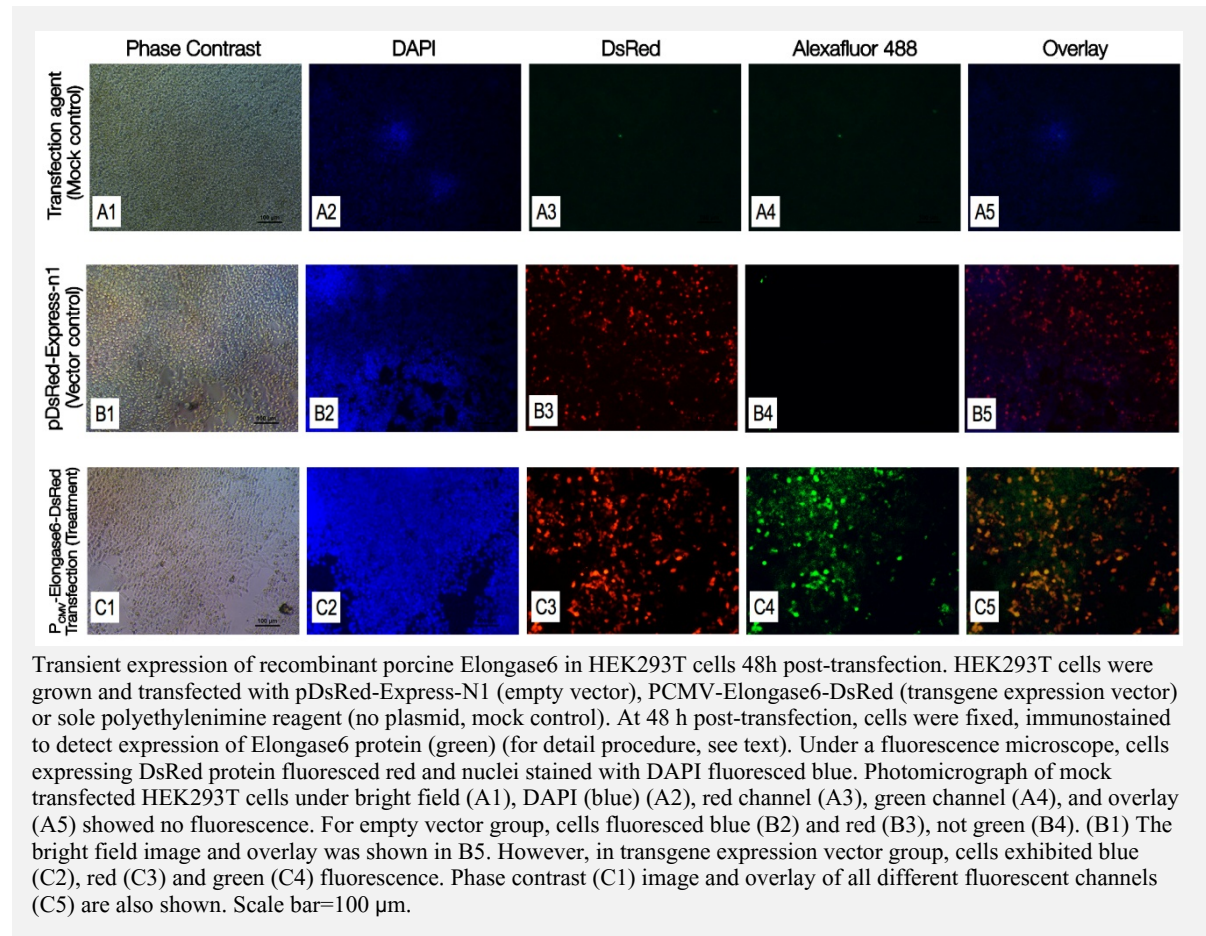 Phase Contrast DAPI DsRed Alexafluor 488 Overlay
Transfection agent
(Mock control)
A1 A2 A3 A4 A5
100 µm
pDsRed-Express-n1
(Vector control)
B1 B2 B3 B4 B5
100 µm
PCMV-Elongase6-DsRed
Transfection (Treatment)
C1 C2 C3 C4 C5
100 µm
Transient expression of recombinant porcine Elongase6 in HEK293T cells 48h post-transfection. HEK293T cells were
grown and transfected with pDsRed-Express-N1 (empty vector), PCMV-Elongase6-DsRed (transgene expression vector)
or sole polyethylenimine reagent (no plasmid, mock control). At 48 h post-transfection, cells were fixed, immunostained
to detect expression of Elongase6 protein (green) (for detail procedure, see text). Under a fluorescence microscope, cells
expressing DsRed protein fluoresced red and nuclei stained with DAPI fluoresced blue. Photomicrograph of mock
transfected HEK293T cells under bright field (A1), DAPI (blue) (A2), red channel (A3), green channel (A4), and overlay
(A5) showed no fluorescence. For empty vector group, cells fluoresced blue (B2) and red (B3), not green (B4). (B1) The
bright field image and overlay was shown in B5. However, in transgene expression vector group, cells exhibited blue
(C2), red (C3) and green (C4) fluorescence. Phase contrast (C1) image and overlay of all different fluorescent channels
(C5) are also shown. Scale bar=100 µm.